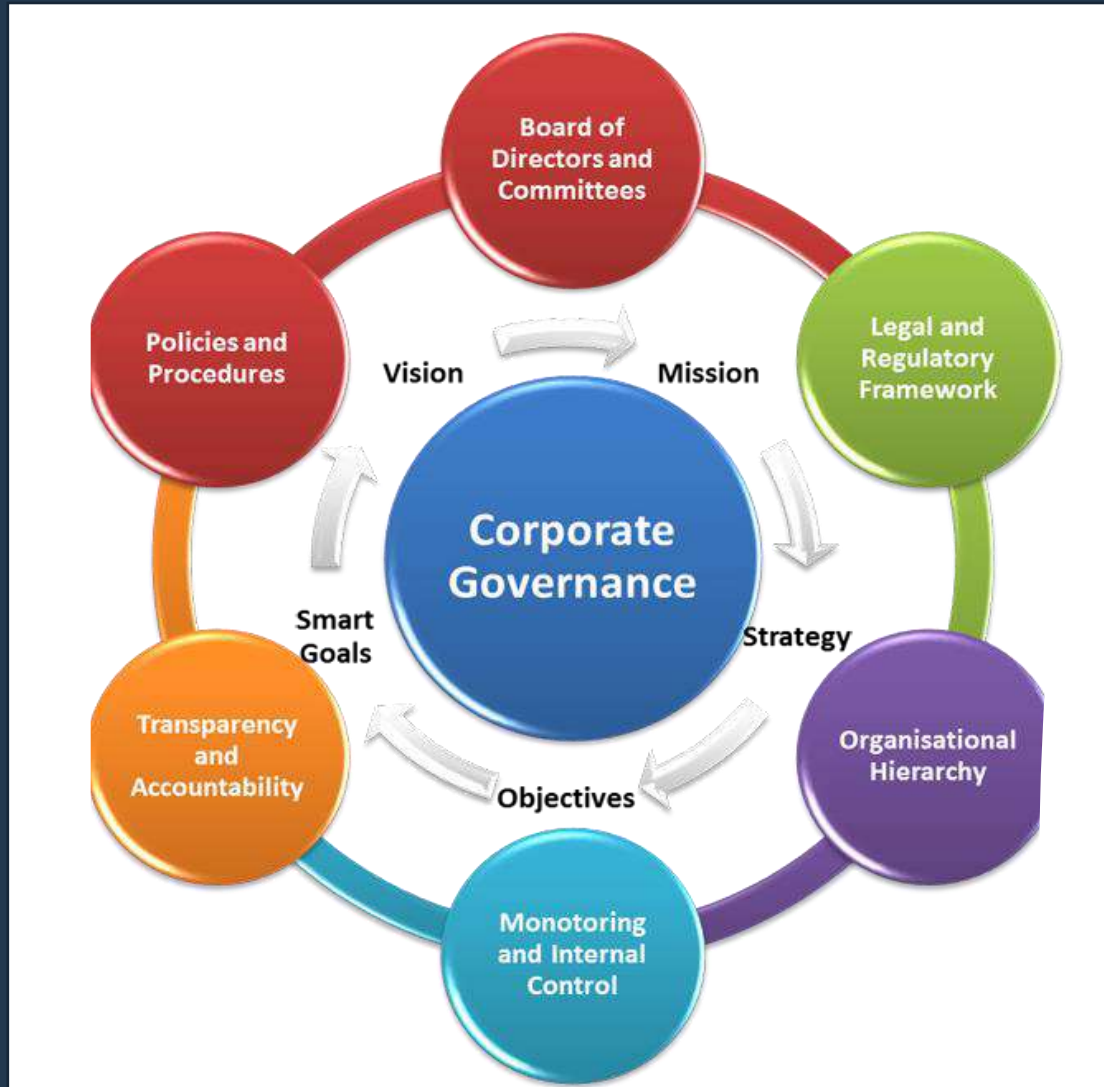 Board of
Directors and
Committees
Policies and
Procedures
Legal and
Regulatory
Framework
Vision
Mission
Corporate
Governance
Smart
Goals
Strategy
Transparency
and
Accountability
Organisational
Hierarchy
Objectives
Monotoring
and Internal
Control